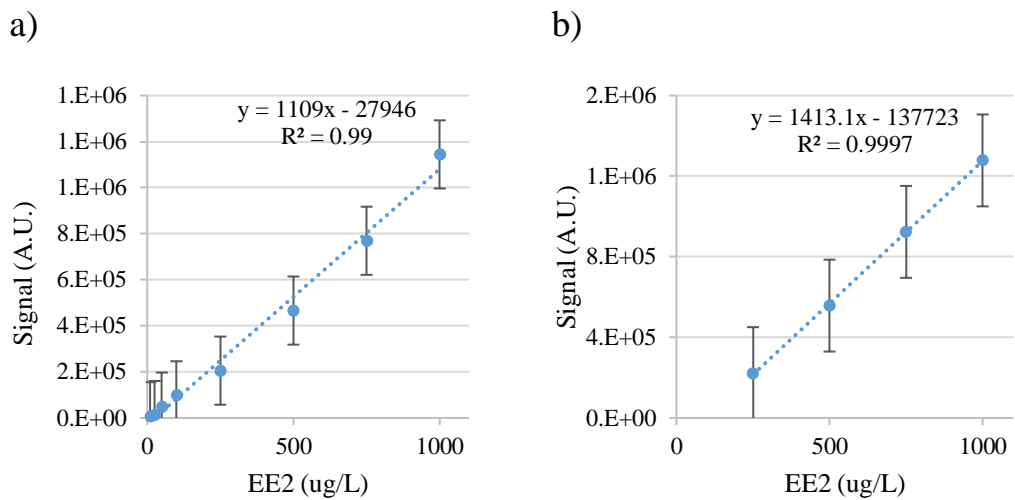 a)
y = 1109x - 27946
R² = 0.99
1.E+06
1.E+06
1.E+06
8.E+05
6.E+05
4.E+05
2.E+05
0.E+00
Signal (A.U.)
0
500
1000
EE2 (ug/L)
b)
y = 1413.1x - 137723
R² = 0.9997
2.E+06
1.E+06
8.E+05
4.E+05
0.E+00
Signal (A.U.)
0
500
1000
EE2 (ug/L)